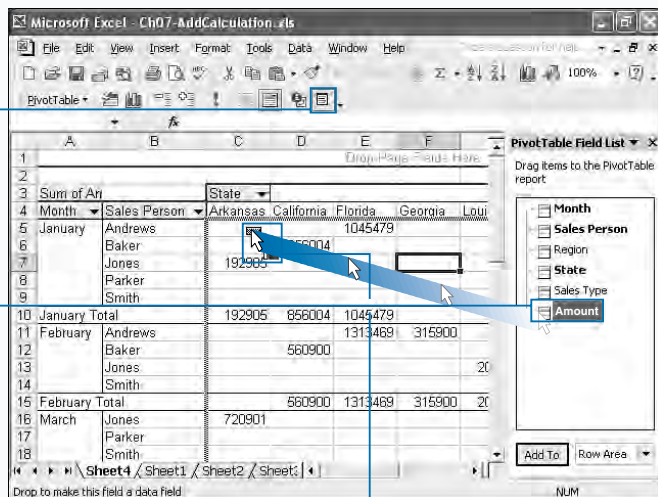 Microsoft Excel - Ch07-AddCalculation.xls
File Edit View Insert Format Tools Data Window Help
100%
PivotTable
fx
A B C D E F
PivotTable Field List
Drag items to the PivotTable report
1 Drop Page Fields Here
2
3 Sum of Am State
4 Month Sales Person Arkansas California Florida Georgia Loui
5 January Andrews 1045479
6 Baker 856004
7 Jones 192905
8 Parker
9 Smith
10 January Total 192905 856004 1045479
11 February Andrews 1313469 315900
12 Baker 560900
13 Jones 20
14 Smith
15 February Total 560900 1313469 315900 20
16 March Jones 720901
17 Parker
18 Smith
Month
Sales Person
Region
State
Sales Type
Amount
Add To Row Area
Sheet4 Sheet1 Sheet2 Sheet
Drop to make this field a data field NUM